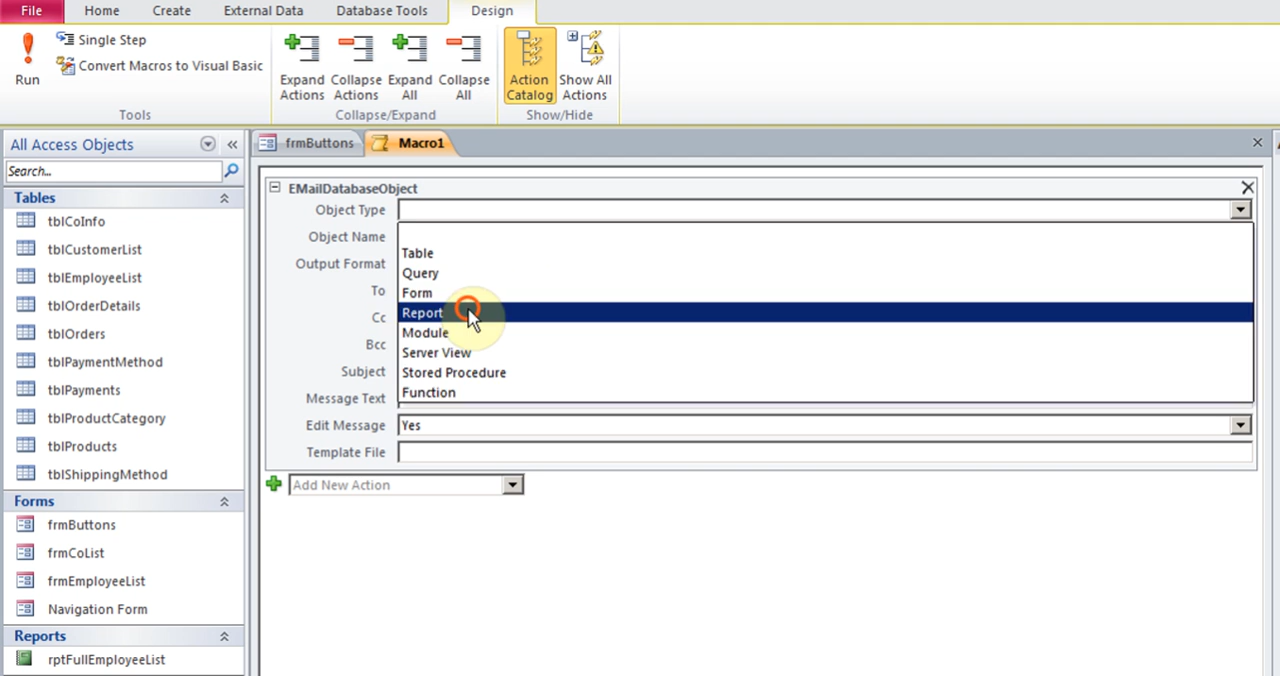 File Home Create External Data Database Tools Design
Run
Single Step
Convert Macros to Visual Basic
Tools
Expand Actions
Collapse Actions
Expand All
Collapse All
Collapse/Expand
Action Catalog
Show All Actions
Show/Hide
All Access Objects
Search...
Tables
tblCoInfo
tblCustomerList
tblEmployeeList
tblOrderDetails
tblOrders
tblPaymentMethod
tblPayments
tblProductCategory
tblProducts
tblShippingMethod
Forms
frmButtons
frmCoList
frmEmployeeList
Navigation Form
Reports
rptFullEmployeeList
frmButtons Macro1
EMailDatabaseObject
Object Type
Object Name
Output Format
To
Cc
Bcc
Subject
Message Text
Edit Message Yes
Template File
Table
Query
Form
Report
Module
Server View
Stored Procedure
Function
Add New Action